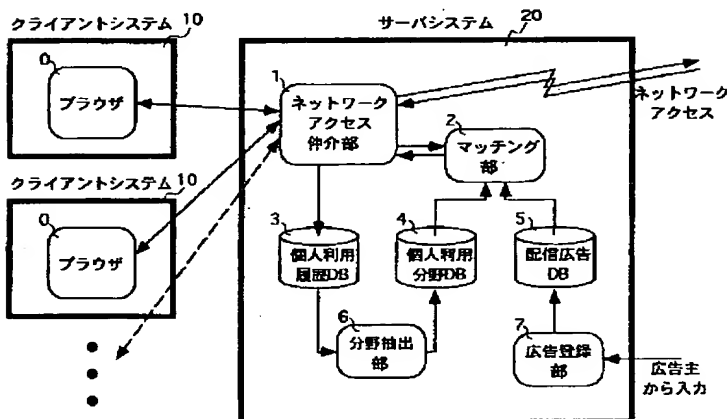 クライアントシステム 10
0
ブラウザ
クライアントシステム 10
0
ブラウザ
サーバシステム 20
1
ネットワーク
アクセス
仲介部
ネットワーク
アクセス
2
マッチング
部
3
個人利用
履歴DB
4
個人利用
分野DB
5
配信広告
DB
6
分野抽出
部
7
広告登録
部
広告主
から入力